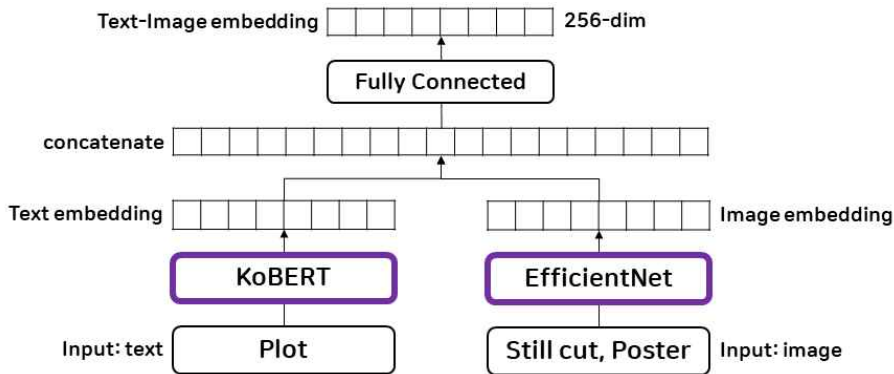 Text-Image embedding 256-dim
Fully Connected
concatenate
Text embedding Image embedding
KoBERT EfficientNet
Input: text Plot Still cut, Poster Input: image